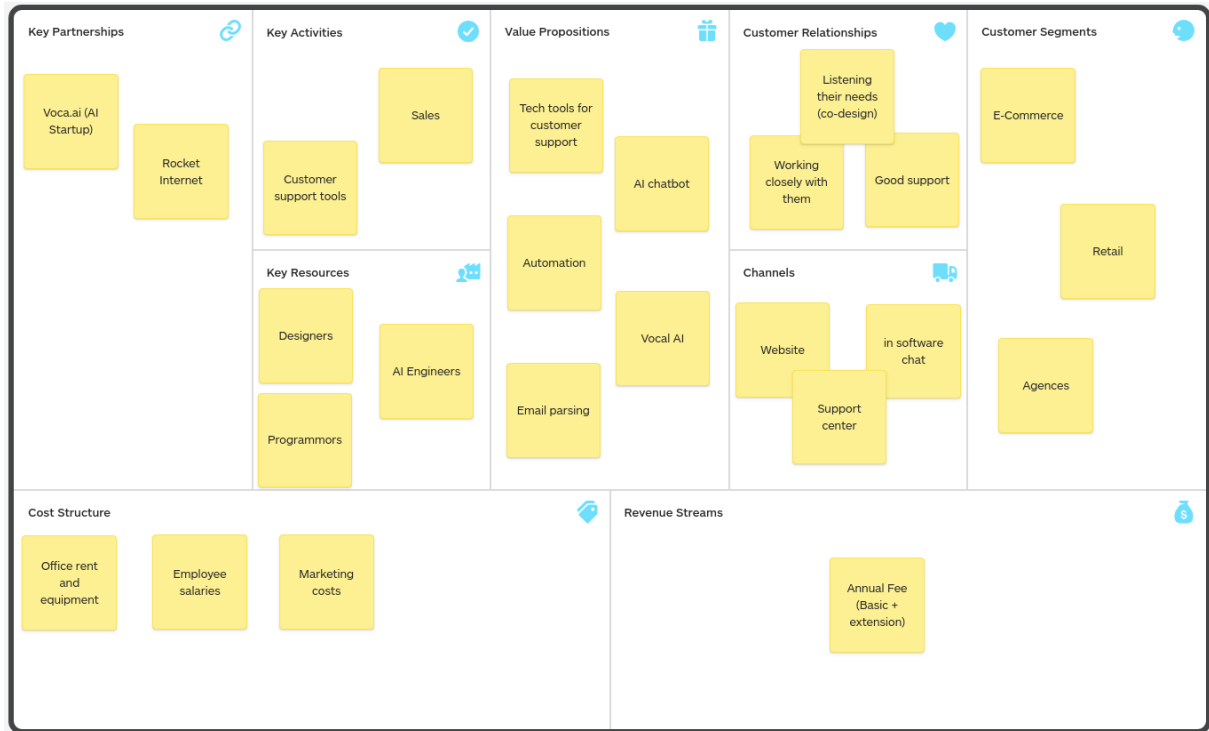 Key Partnerships
Voca.ai (AI
Startup)
Rocket
Internet
Key Activities
Sales
Customer
support tools
Key Resources
Designers
AI Engineers
Programmors
Value Propositions
Tech tools for
customer
support
AI chatbot
Automation
Vocal AI
Email parsing
Customer Relationships
Listening
their needs
(co-design)
Working
closely with
them
Good support
Channels
Website
in software
chat
Support
center
Customer Segments
E-Commerce
Retail
Agences
Cost Structure
Office rent
and
equipment
Employee
salaries
Marketing
costs
Revenue Streams
$
Annual Fee
(Basic +
extension)